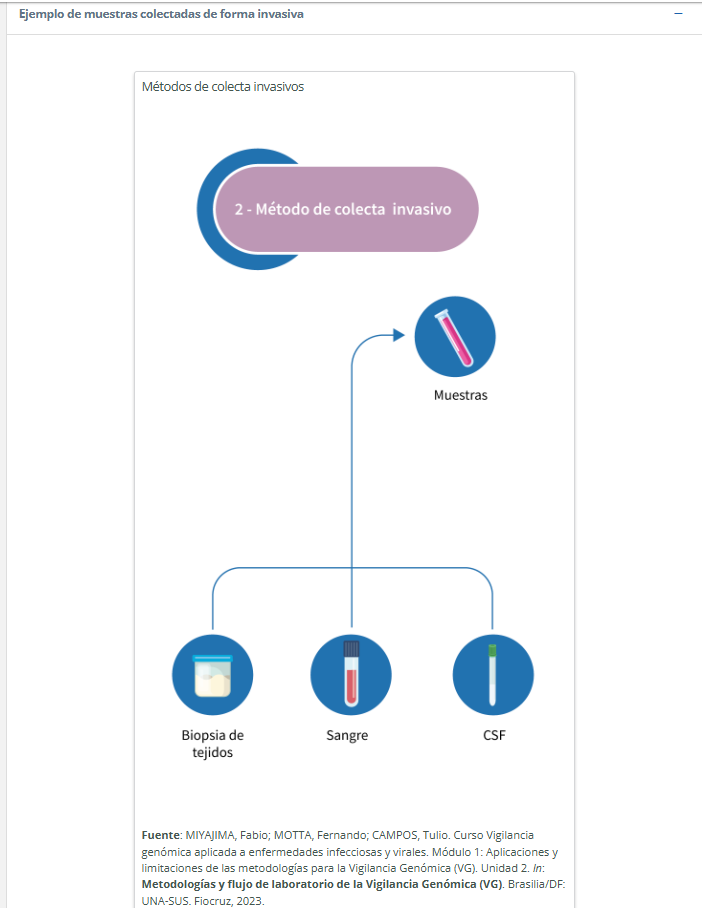 Ejemplo de muestras colectadas de forma invasiva
Métodos de colecta invasivos
2 - Método de colecta invasivo
Muestras
Biopsia de
tejidos
Sangre
CSF
Fuente: MIYAJIMA, Fabio; MOTTA, Fernando; CAMPOS, Tulio. Curso Vigilancia
genómica aplicada a enfermedades infecciosas y virales. Módulo 1: Aplicaciones y
limitaciones de las metodologías para la Vigilancia Genómica (VG). Unidad 2. In:
Metodologías y flujo de laboratorio de la Vigilancia Genómica (VG). Brasilia/DF:
UNA-SUS. Fiocruz, 2023.